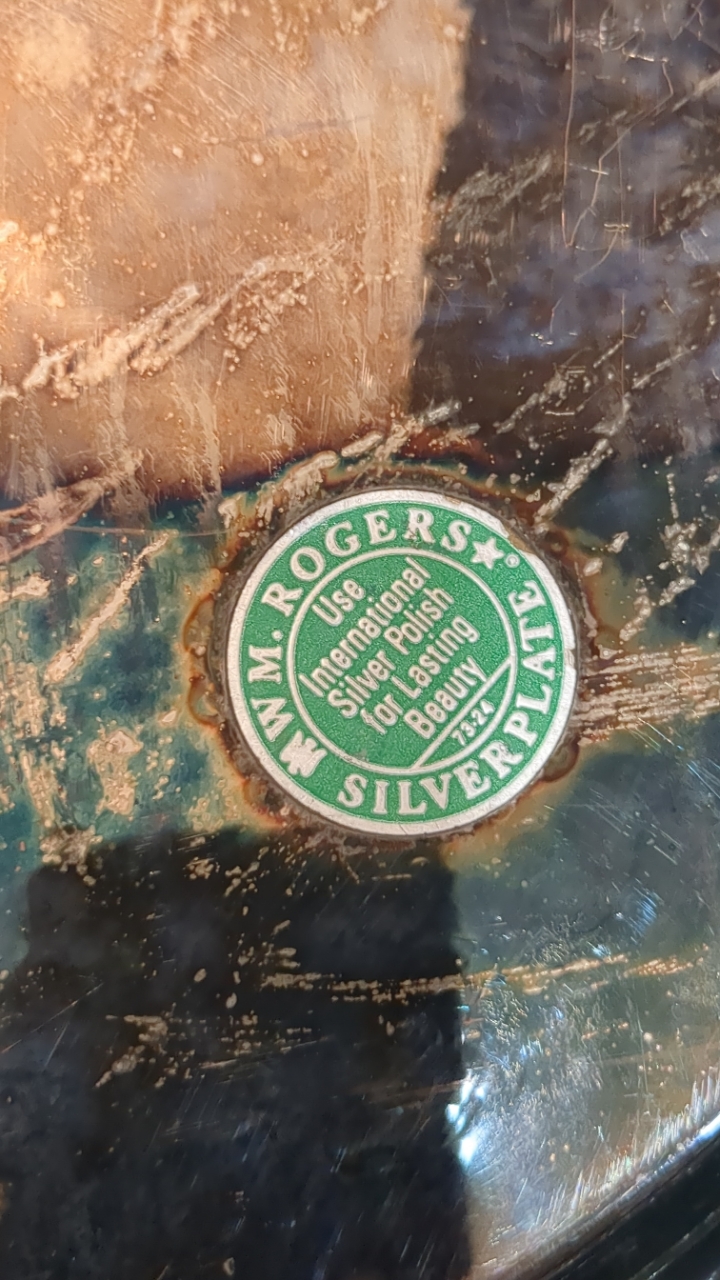 WM. ROGERS★®
SILVERPLATE
Use
International
Silver Polish
for Lasting
Beauty
73-24